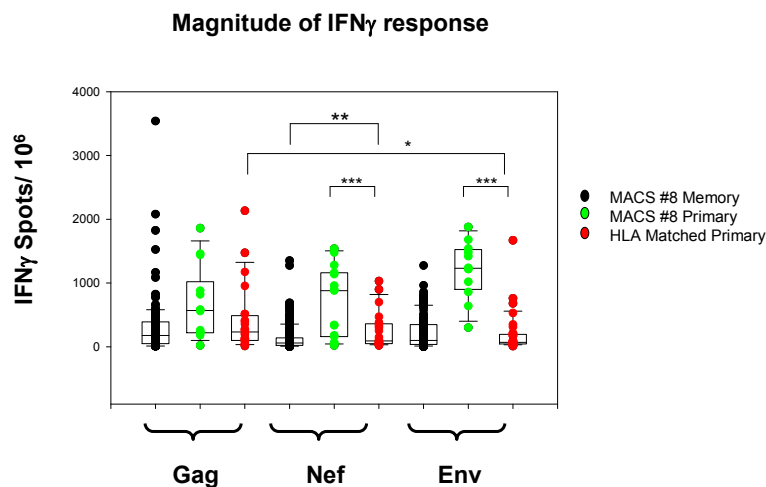 Magnitude of IFNγ response
IFNγ Spots/ 10⁶
4000
3000
2000
1000
0
**
*
***
***
MACS #8 Memory
MACS #8 Primary
HLA Matched Primary
Gag
Nef
Env